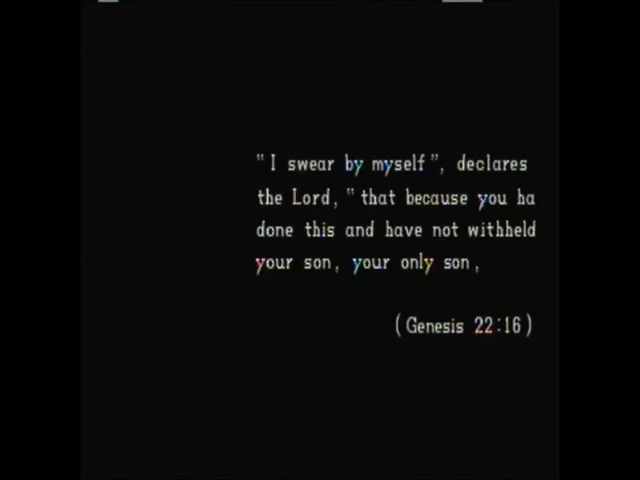 "I swear by myself", declares
the Lord, "that because you ha
done this and have not withheld
your son, your only son,
(Genesis 22:16)